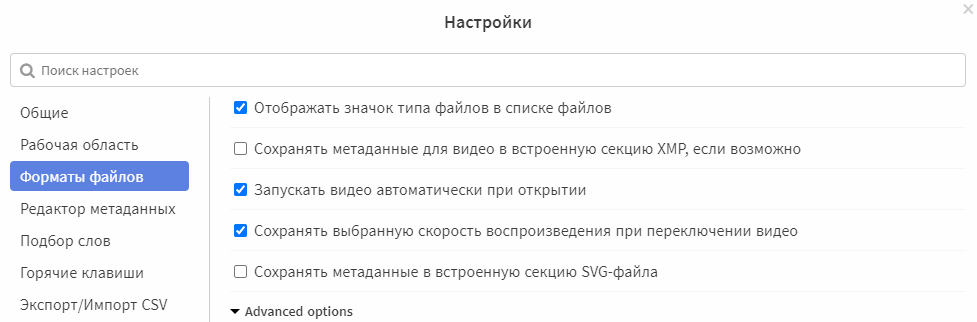 Настройки
Поиск настроек
Общие
Рабочая область
Форматы файлов
Редактор метаданных
Подбор слов
Горячие клавиши
Экспорт/Импорт CSV
Отображать значок типа файлов в списке файлов
Сохранять метаданные для видео в встроенную секцию XMP, если возможно
Запускать видео автоматически при открытии
Сохранять выбранную скорость воспроизведения при переключении видео
Сохранять метаданные в встроенную секцию SVG-файла
Advanced options